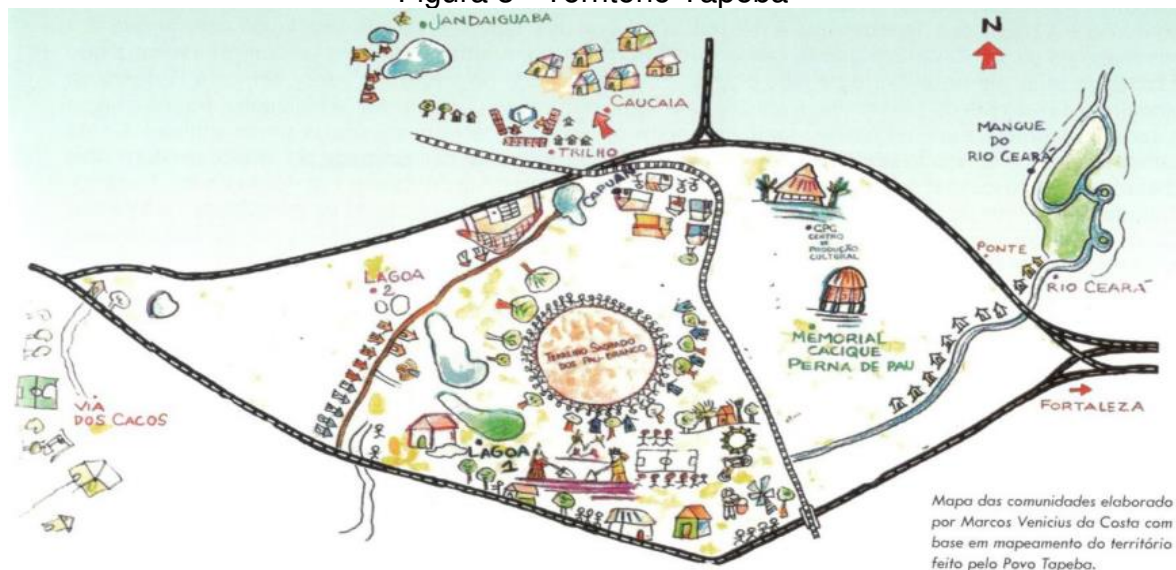 Figura 3 - Território Tapeba
JANDAIGUABA
N
CAUCAIA
MANGUE
DO
RIO CEARÁ
TRILHO
CAPUAN
CPC
CENTRO
DE
PRODUÇÃO
CULTURAL
PONTE
LAGOA
2
RIO CEARÁ
TERREIRO SAGRADO
DOS PAU-BRANCO
MEMORIAL
CACIQUE
PERNA DE PAU
VIA
DOS CACOS
FORTALEZA
LAGOA
1
Mapa das comunidades elaborado
por Marcos Venicius da Costa com
base em mapeamento do território
feito pelo Povo Tapeba.